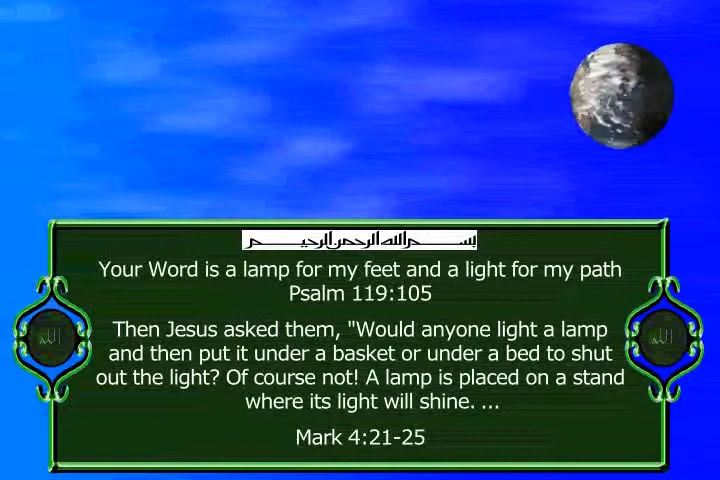 بسم الله الرحمن الرحيم
Your Word is a lamp for my feet and a light for my path
Psalm 119:105
Then Jesus asked them, "Would anyone light a lamp
and then put it under a basket or under a bed to shut
out the light? Of course not! A lamp is placed on a stand
where its light will shine. ...
Mark 4:21-25
الله
الله